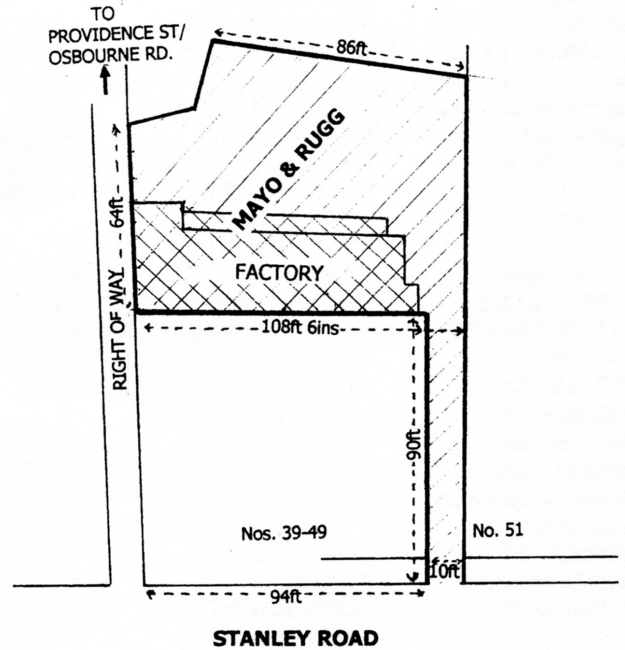 TO
PROVIDENCE ST/
OSBOURNE RD.
86ft
MAYO & RUGG
64ft
FACTORY
RIGHT OF WAY
108ft 6ins
90ft
Nos. 39-49
No. 51
10ft
94ft
STANLEY ROAD